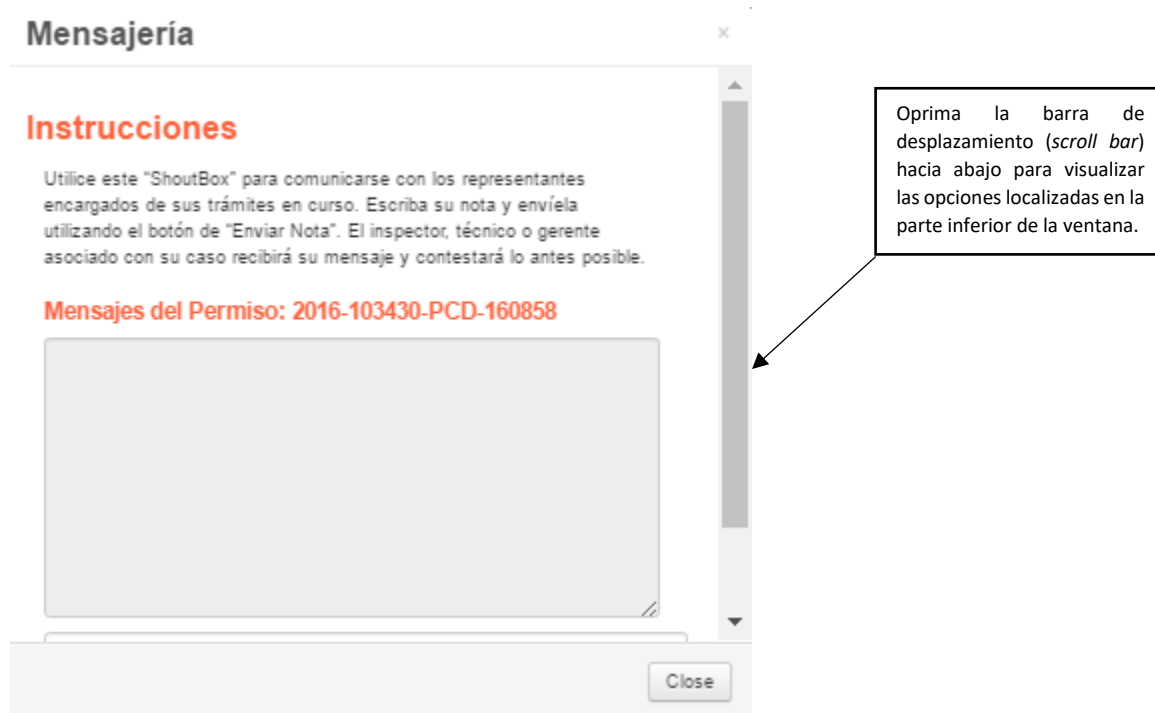 Mensajería
×
Instrucciones
Utilice este "ShoutBox" para comunicarse con los representantes
encargados de sus trámites en curso. Escriba su nota y envíela
utilizando el botón de "Enviar Nota". El inspector, técnico o gerente
asociado con su caso recibirá su mensaje y contestará lo antes posible.
Mensajes del Permiso: 2016-103430-PCD-160858
Close
Oprima la barra de
desplazamiento (scroll bar)
hacia abajo para visualizar
las opciones localizadas en la
parte inferior de la ventana.